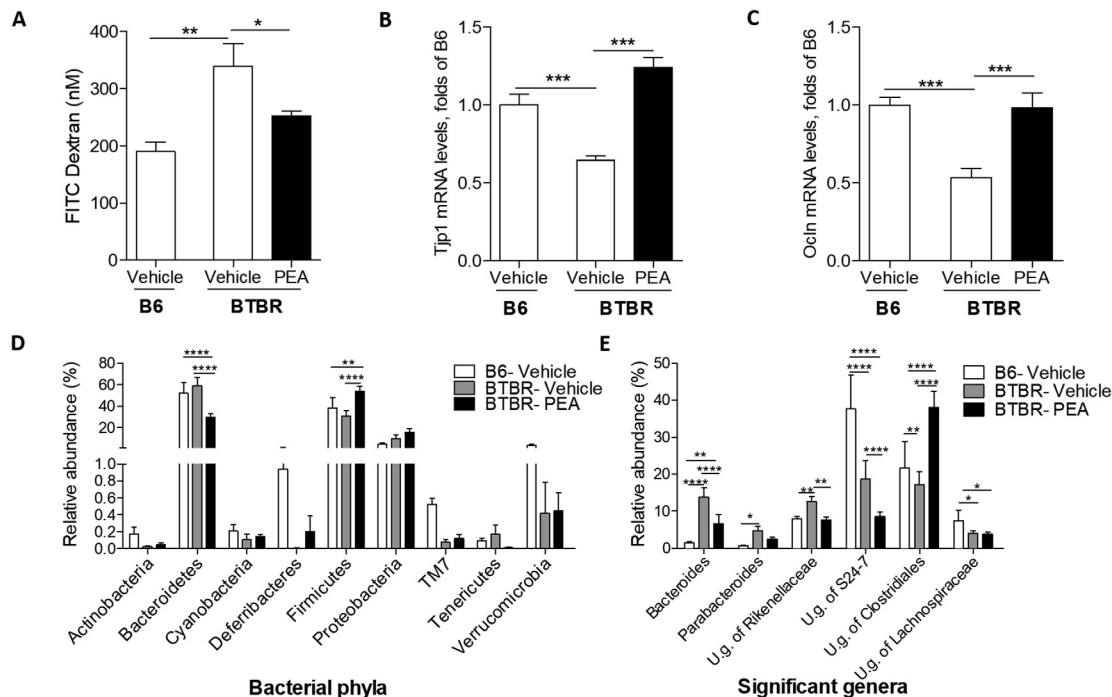 A
FITC Dextran (nM)
400
300
200
100
0
**
*
Vehicle
Vehicle
PEA
B6
BTBR
B
Tjp1 mRNA levels, folds of B6
1.5
1.0
0.5
0.0
***
***
Vehicle
Vehicle
PEA
B6
BTBR
C
Ocln mRNA levels, folds of B6
1.5
1.0
0.5
0.0
***
***
Vehicle
Vehicle
PEA
B6
BTBR
D
Relative abundance (%)
80
60
40
20
1.0
0.8
0.6
0.4
0.2
0.0
****
****
**
****
B6- Vehicle
BTBR- Vehicle
BTBR- PEA
Actinobacteria
Bacteroidetes
Cyanobacteria
Deferribacteres
Firmicutes
Proteobacteria
TM7
Tenericutes
Verrucomicrobia
Bacterial phyla
E
Relative abundance (%)
50
40
30
20
10
0
**
****
****
*
**
**
****
****
****
****
****
**
*
*
B6- Vehicle
BTBR- Vehicle
BTBR- PEA
Bacteroides
Parabacteroides
U.g. of Rikenellaceae
U.g. of S24-7
U.g. of Clostridiales
U.g. of Lachnospiraceae
Significant genera